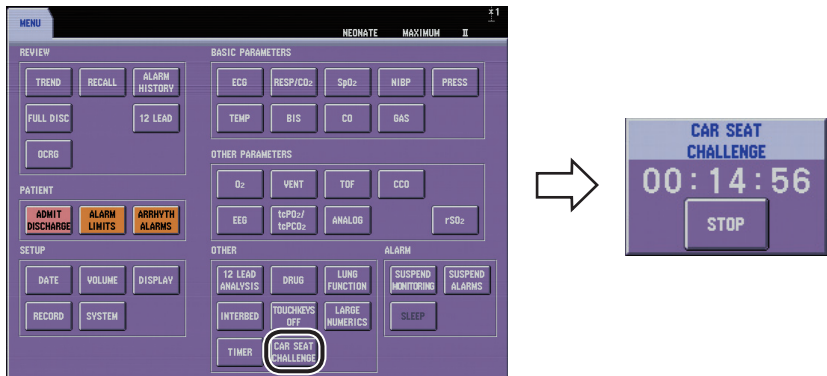 MENU
*1
NEONATE MAXIMUM II
REVIEW
TREND
RECALL
ALARM
HISTORY
FULL DISC
12 LEAD
OCRG
PATIENT
ADMIT
DISCHARGE
ALARM
LIMITS
ARRHYTH
ALARMS
SETUP
DATE
VOLUME
DISPLAY
RECORD
SYSTEM
BASIC PARAMETERS
ECG
RESP/CO2
SpO2
NIBP
PRESS
TEMP
BIS
CO
GAS
OTHER PARAMETERS
O2
VENT
TOF
CCO
EEG
tcPO2/
tcPCO2
ANALOG
rSO2
OTHER
12 LEAD
ANALYSIS
DRUG
LUNG
FUNCTION
INTERBED
TOUCHKEYS
OFF
LARGE
NUMERICS
TIMER
CAR SEAT
CHALLENGE
ALARM
SUSPEND
MONITORING
SUSPEND
ALARMS
SLEEP
CAR SEAT
CHALLENGE
00:14:56
STOP